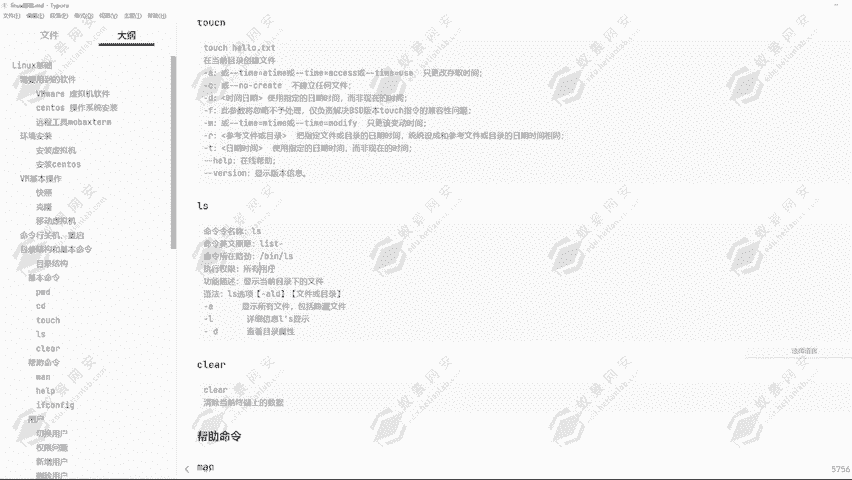 Linux基础.md - Typora
文件(F) 编辑(E) 段落(P) 格式(O) 视图(V) 主题(T) 帮助(H)
文件 大纲
Linux基础
需要用到的软件
VMware 虚拟机软件
centos 操作系统安装
远程工具mobaxterm
环境安装
安装虚拟机
安装centos
VM基本操作
快照
克隆
移动虚拟机
命令行关机、重启
目录结构和基本命令
目录结构
基本命令
pwd
cd
touch
ls
clear
帮助命令
man
help
ifconfig
用户
切换用户
权限问题
新增用户
删除用户
touch
touch hello.txt
在当前目录创建文件
-a：或--time=atime或--time=access或--time=use 只更改存取时间；
-c：或--no-create 不建立任何文件；
-d：<时间日期> 使用指定的日期时间，而非现在的时间；
-f：此参数将忽略不予处理，仅负责解决BSD版本touch指令的兼容性问题；
-m：或--time=mtime或--time=modify 只更该变动时间；
-r：<参考文件或目录> 把指定文件或目录的日期时间，统统设成和参考文件或目录的日期时间相同；
-t：<日期时间> 使用指定的日期时间，而非现在的时间；
--help：在线帮助；
--version：显示版本信息。
ls
命令令名称：ls
命令英文原意：list-
命令所在路劲：/bin/ls
执行权限：所有用户
功能描述：显示当前目录下的文件
语法：ls选项【-ald】【文件或目录】
-a 显示所有文件，包括隐藏文件
-l 详细信息l's显示
- d 查看目录属性
clear
clear
清除当前终端上的数据
选择语言
帮助命令
man
5756
蚁景网安